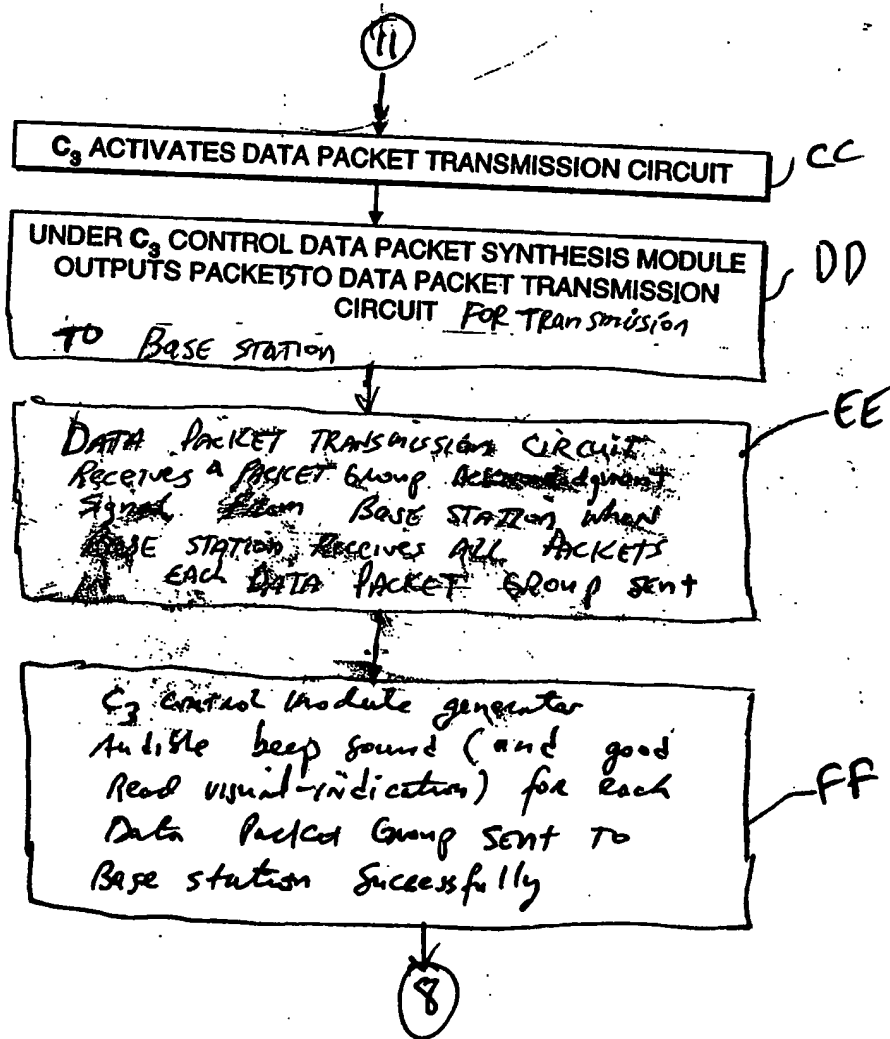 11
C3 ACTIVATES DATA PACKET TRANSMISSION CIRCUIT
CC
UNDER C3 CONTROL DATA PACKET SYNTHESIS MODULE
OUTPUTS PACKETS TO DATA PACKET TRANSMISSION
CIRCUIT FOR Transmission
TO BASE STATION
DD
DATA PACKET TRANSMISSION CIRCUIT
Receives a PACKET Group
Signal from BASE STATION when
BASE STATION Receives ALL PACKETS
EACH DATA PACKET GROUP Sent
EE
C3 control module generator
Audible beep sound (and good
Read visual-indication) for each
Data Packet Group SENT TO
Base station Successfully
FF
8